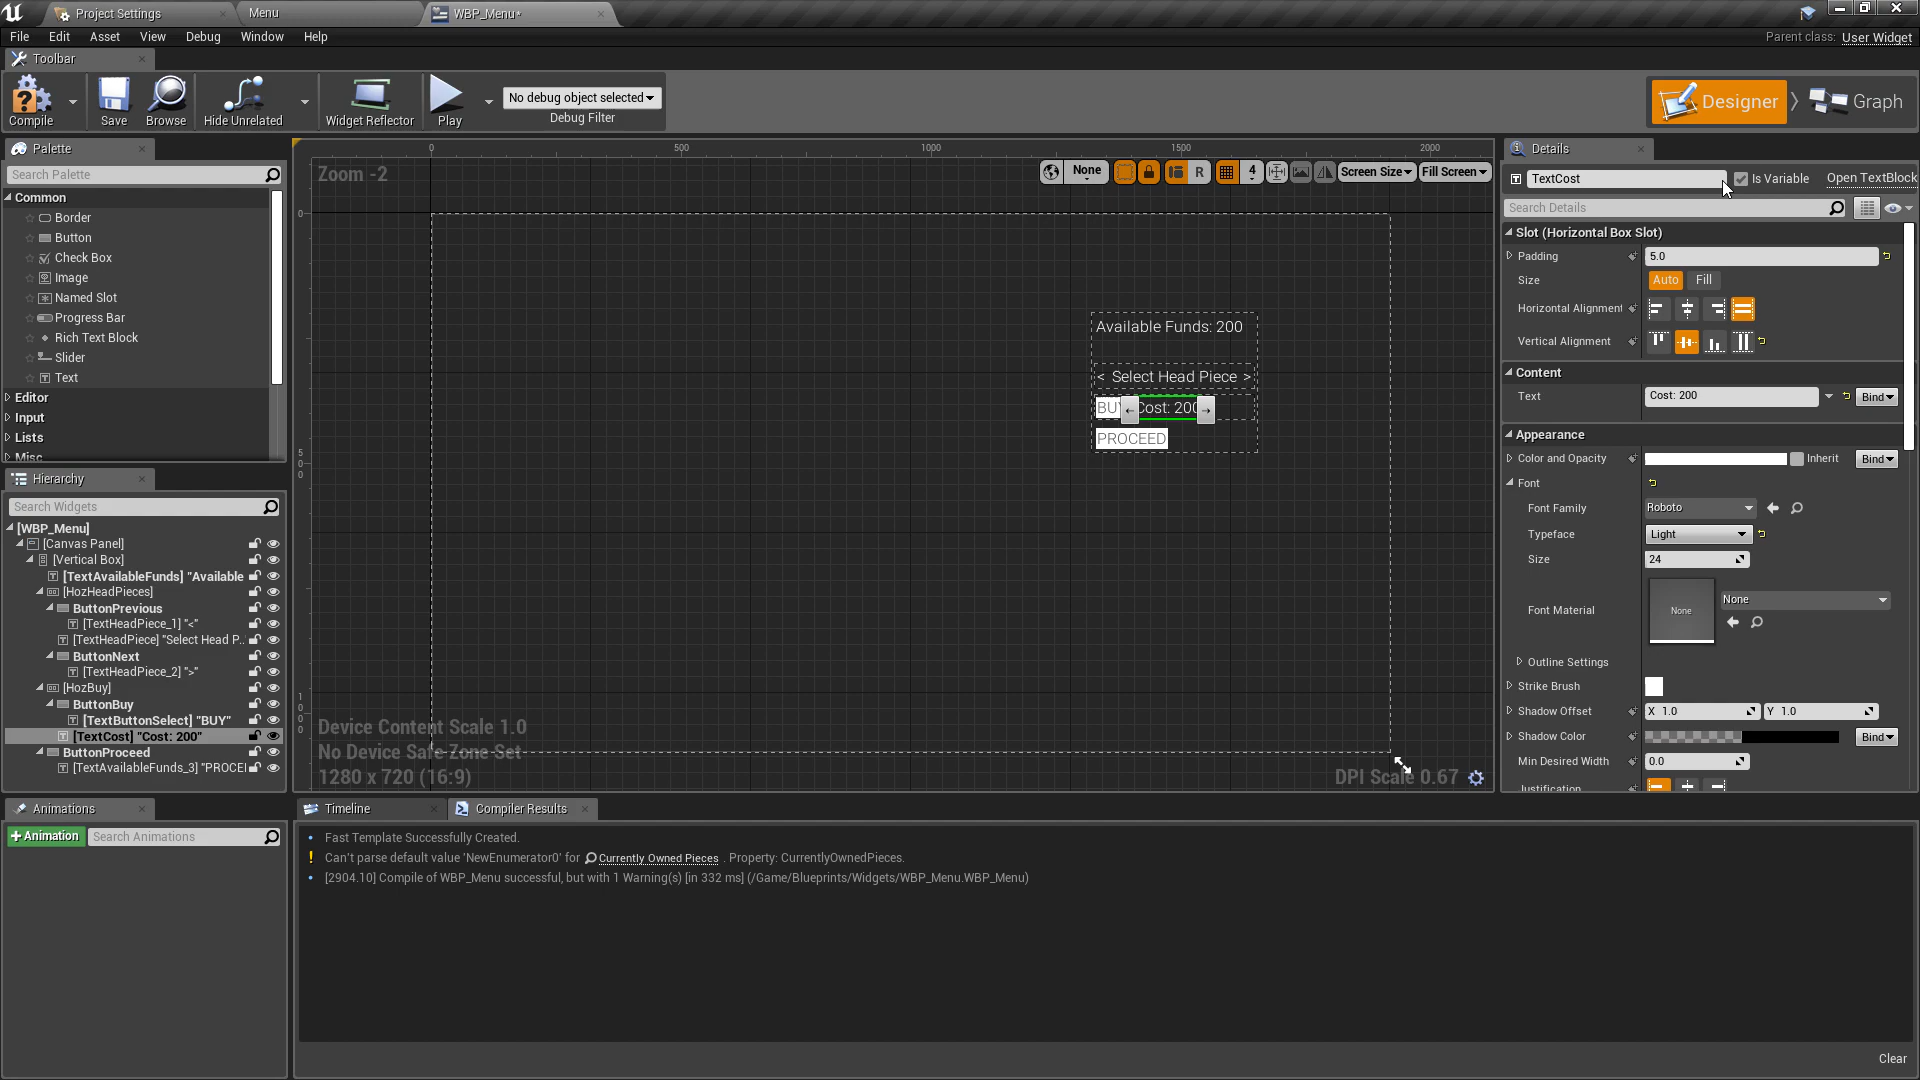 Project Settings
Menu
WBP_Menu*
File Edit Asset View Debug Window Help
Parent class: User Widget
Toolbar
Compile
Save
Browse
Hide Unrelated
Widget Reflector
Play
No debug object selected
Debug Filter
Designer
Graph
Palette
Search Palette
Common
Border
Button
Check Box
Image
Named Slot
Progress Bar
Rich Text Block
Slider
Text
Editor
Input
Lists
Misc
Hierarchy
Search Widgets
[WBP_Menu]
[Canvas Panel]
[Vertical Box]
[TextAvailableFunds] "Available
[HozHeadPieces]
ButtonPrevious
[TextHeadPiece_1] "<"
[TextHeadPiece] "Select Head P..
ButtonNext
[TextHeadPiece_2] ">"
[HozBuy]
ButtonBuy
[TextButtonSelect] "BUY"
[TextCost] "Cost: 200"
ButtonProceed
[TextAvailableFunds_3] "PROCEI
Animations
+Animation
Search Animations
0 500 1000 1500 2000
0
5
0
0
1
0
0
0
Zoom -2
None
R
4
Screen Size
Fill Screen
Available Funds: 200
< Select Head Piece >
BUY Cost: 200
PROCEED
Device Content Scale 1.0
No Device Safe Zone Set
1280 x 720 (16:9)
DPI Scale 0.67
Timeline
Compiler Results
Fast Template Successfully Created.
Can't parse default value 'NewEnumerator0' for Currently Owned Pieces . Property: CurrentlyOwnedPieces.
[2904.10] Compile of WBP_Menu successful, but with 1 Warning(s) [in 332 ms] (/Game/Blueprints/Widgets/WBP_Menu.WBP_Menu)
Clear
Details
TextCost
Is Variable
Open TextBlock
Search Details
Slot (Horizontal Box Slot)
Padding 5.0
Size Auto Fill
Horizontal Alignment
Vertical Alignment
Content
Text Cost: 200 Bind
Appearance
Color and Opacity Inherit Bind
Font
Font Family Roboto
Typeface Light
Size 24
Font Material None None
Outline Settings
Strike Brush
Shadow Offset X 1.0 Y 1.0
Shadow Color Bind
Min Desired Width 0.0
Justification